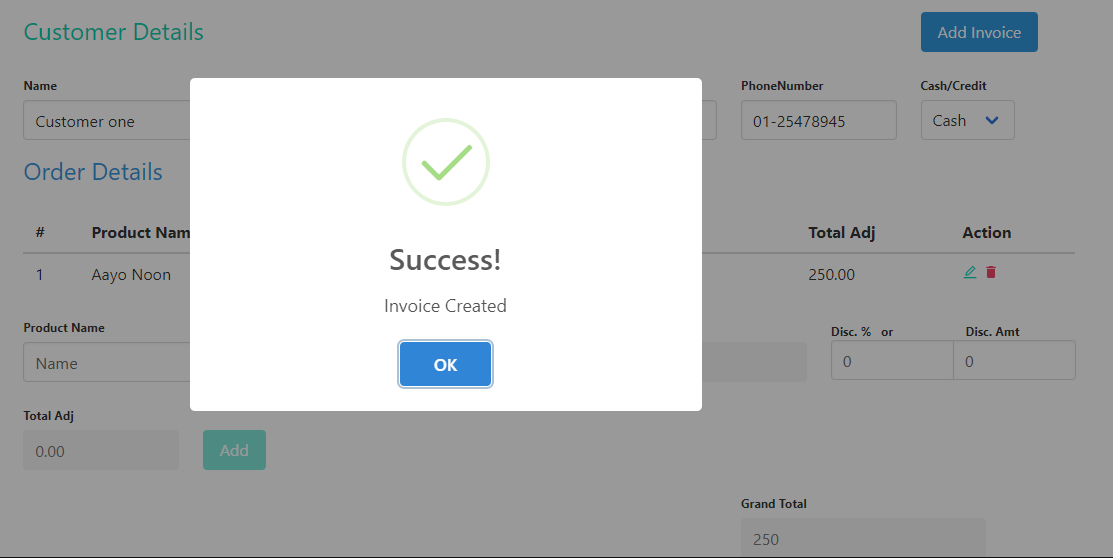 Customer Details
Add Invoice
Name
PhoneNumber
Cash/Credit
Customer one
01-25478945
Cash
Order Details
#
Product Nam
Total Adj
Action
1
Aayo Noon
250.00
Success!
Invoice Created
OK
Product Name
Disc. % or
Disc. Amt
Name
0
0
Total Adj
0.00
Add
Grand Total
250